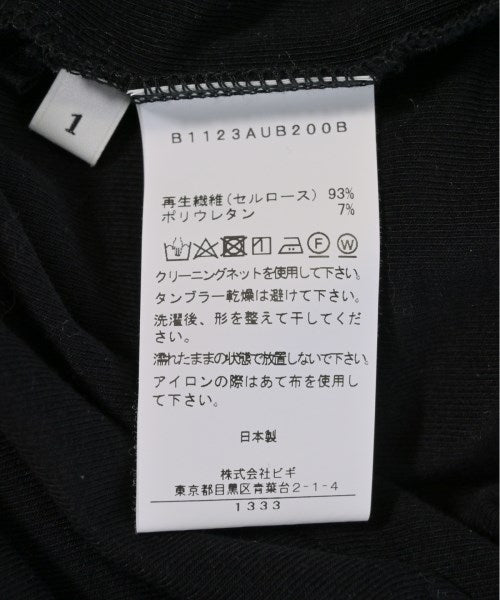 1
B1123AUB200B
再生繊維(セルロース) 93%
ポリウレタン 7%
F W
クリーニングネットを使用して下さい。
タンブラー乾燥は避けて下さい。
洗濯後、形を整えて干してくだ
さい。
濡れたままの状態で放置しないで下さい。
アイロンの際はあて布を使用し
て下さい。
日本製
株式会社ビギ
東京都目黒区青葉台2-1-4
1333